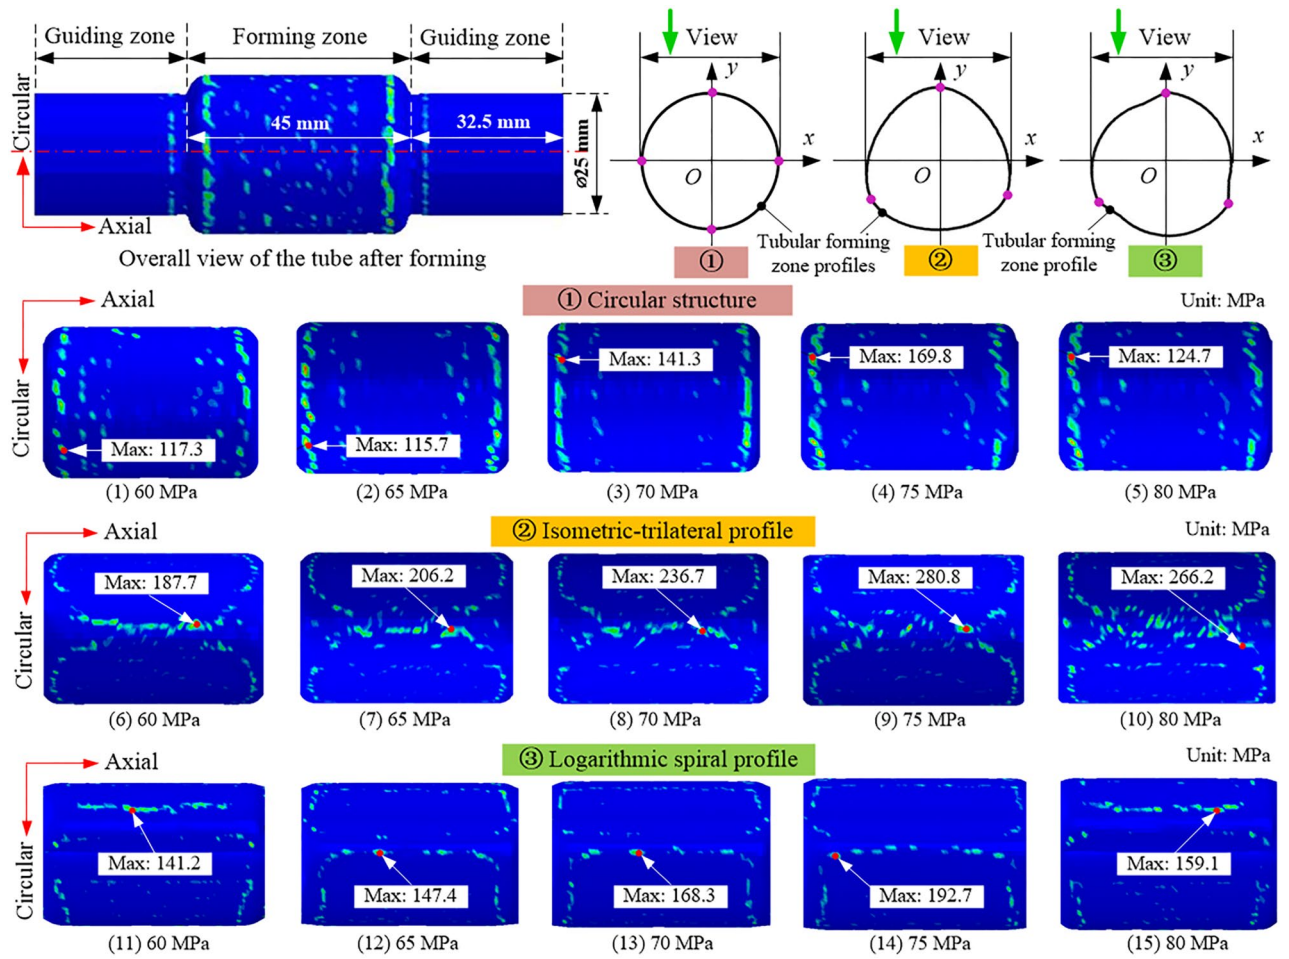 Guiding zone
Forming zone
Guiding zone
Circular
45 mm
32.5 mm
⌀25 mm
Axial
Overall view of the tube after forming
View
y
x
O
①
View
y
x
O
②
View
y
x
O
③
Tubular forming
zone profiles
Tubular forming
zone profile
① Circular structure
Axial
Circular
Unit: MPa
Max: 117.3
Max: 115.7
Max: 141.3
Max: 169.8
Max: 124.7
(1) 60 MPa
(2) 65 MPa
(3) 70 MPa
(4) 75 MPa
(5) 80 MPa
② Isometric-trilateral profile
Axial
Circular
Unit: MPa
Max: 187.7
Max: 206.2
Max: 236.7
Max: 280.8
Max: 266.2
(6) 60 MPa
(7) 65 MPa
(8) 70 MPa
(9) 75 MPa
(10) 80 MPa
③ Logarithmic spiral profile
Axial
Circular
Unit: MPa
Max: 141.2
Max: 147.4
Max: 168.3
Max: 192.7
Max: 159.1
(11) 60 MPa
(12) 65 MPa
(13) 70 MPa
(14) 75 MPa
(15) 80 MPa